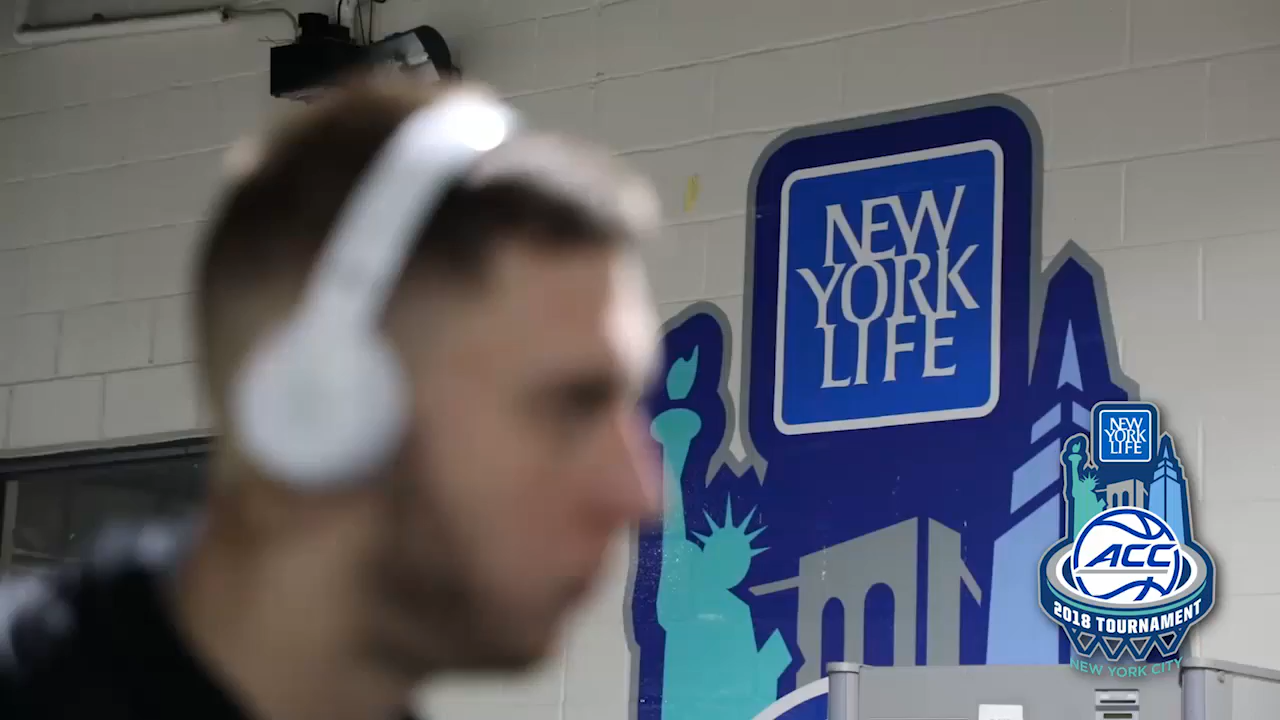 NEW
YORK
LIFE
NEW
YORK
LIFE
ACC
2018 TOURNAMENT
NEW YORK CITY